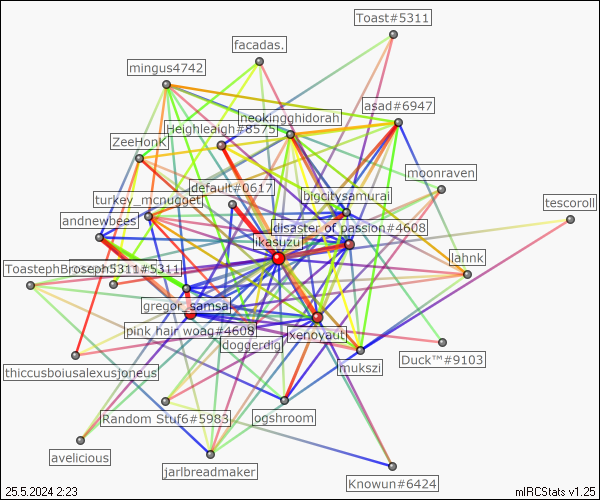 Toast#5311
facadas.
mingus4742
asad#6947
neokingghidorah
Heighleaigh#8575
ZeeHonK
moonraven
default#0617
bigcitysamurai
turkey_mcnugget
tescoroll
andnewbees
disaster of passion#4608
ikasuzu
lahnk
ToastephBroseph5311#5311
gregor_samsa
pink hair woag#4608
xenoyaut
doggerdig
Duck™#9103
mukszi
thiccusboiusalexusjoneus
Random Stuf6#5983
ogshroom
avelicious
jarlbreadmaker
Knowun#6424
25.5.2024 2:23
mIRCStats v1.25